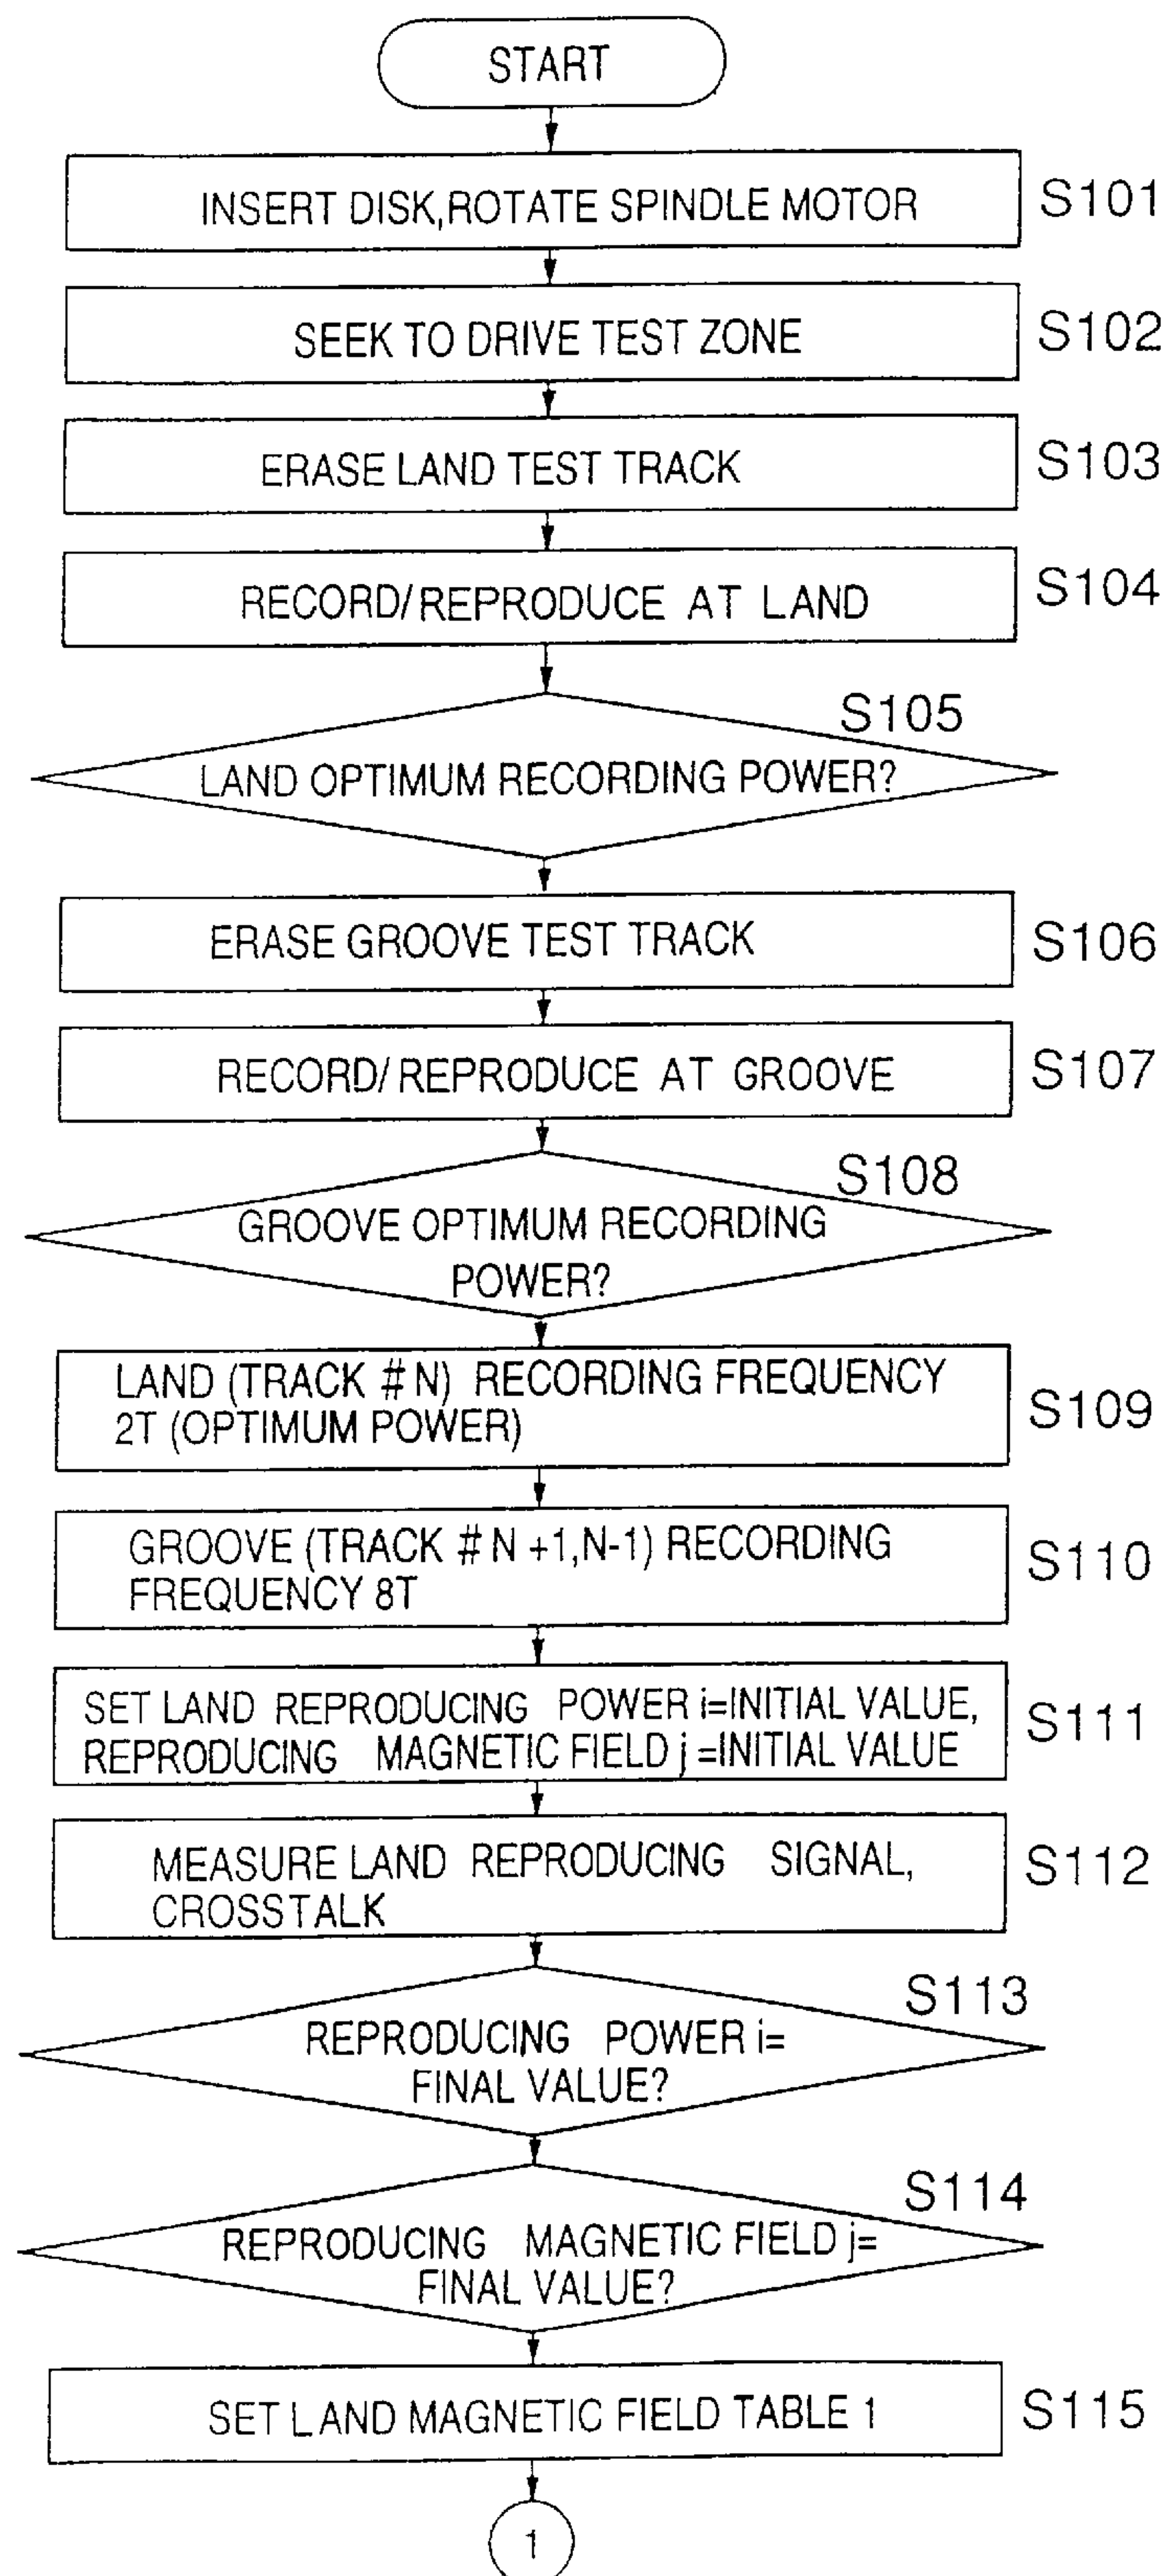 START
INSERT DISK,ROTATE SPINDLE MOTOR
S101
SEEK TO DRIVE TEST ZONE
S102
ERASE LAND TEST TRACK
S103
RECORD/REPRODUCE AT LAND
S104
S105
LAND OPTIMUM RECORDING POWER?
ERASE GROOVE TEST TRACK
S106
RECORD/REPRODUCE AT GROOVE
S107
S108
GROOVE OPTIMUM RECORDING
POWER?
LAND (TRACK #N) RECORDING FREQUENCY
2T (OPTIMUM POWER)
S109
GROOVE (TRACK #N +1,N-1) RECORDING
FREQUENCY 8T
S110
SET LAND REPRODUCING POWER i=INITIAL VALUE,
REPRODUCING MAGNETIC FIELD j =INITIAL VALUE
S111
MEASURE LAND REPRODUCING SIGNAL,
CROSSTALK
S112
S113
REPRODUCING POWER i=
FINAL VALUE?
S114
REPRODUCING MAGNETIC FIELD j=
FINAL VALUE?
SET LAND MAGNETIC FIELD TABLE 1
S115
1